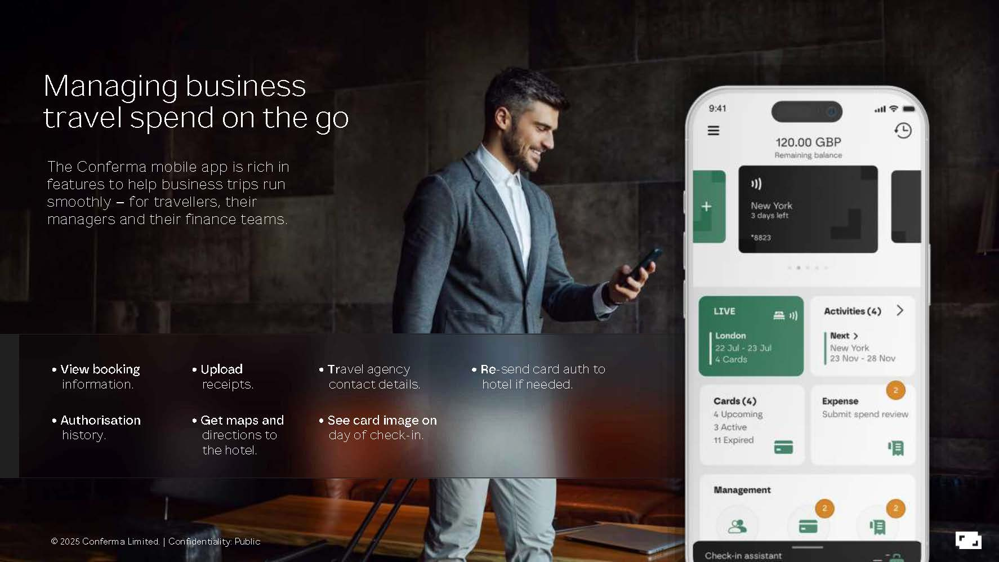 Managing business
travel spend on the go
The Conferma mobile app is rich in
features to help business trips run
smoothly – for travellers, their
managers and their finance teams.
• View booking
information.
• Authorisation
history.
• Upload
receipts.
• Get maps and
directions to
the hotel.
• Travel agency
contact details.
• See card image on
day of check-in.
• Re-send card auth to
hotel if needed.
© 2025 Conferma Limited. | Confidentiality: Public
9:41
120.00 GBP
Remaining balance
+
New York
3 days left
*8823
LIVE
London
22 Jul - 23 Jul
4 Cards
Activities (4) >
Next >
New York
23 Nov - 28 Nov
Cards (4)
4 Upcoming
3 Active
11 Expired
2
Expense
Submit spend review
Management
2
2
Check-in assistant